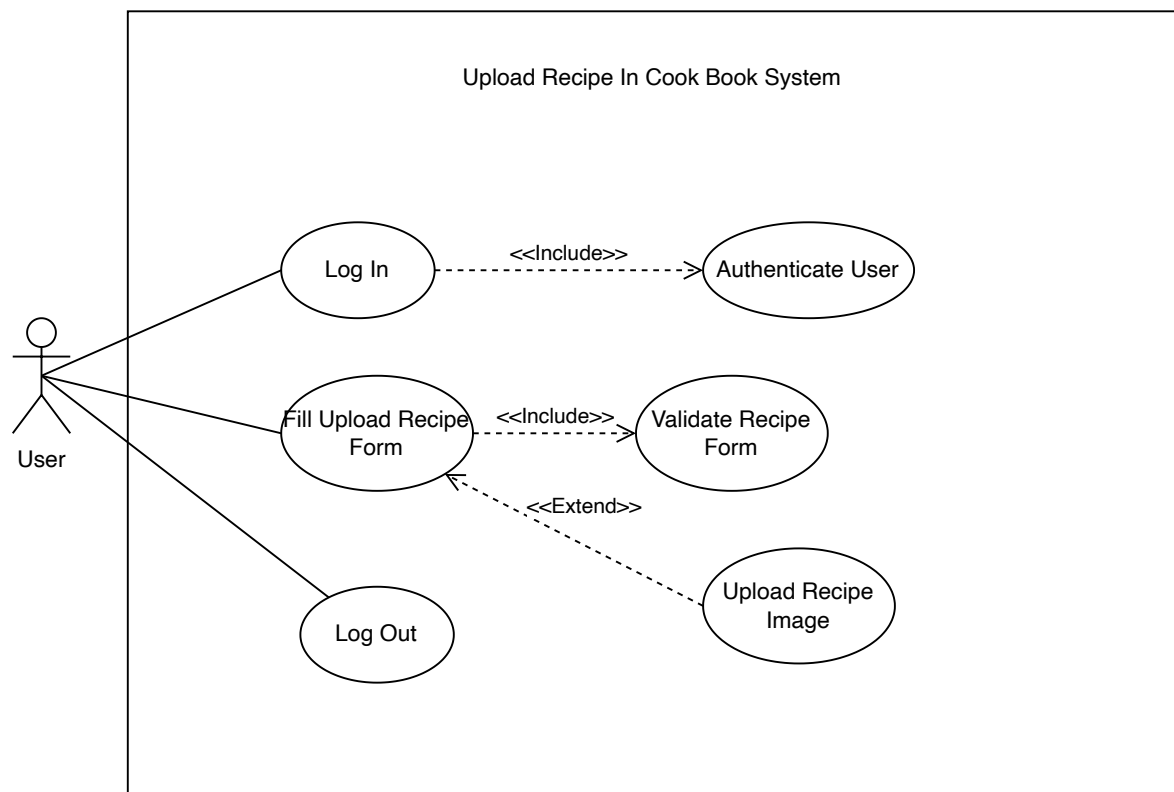 Upload Recipe In Cook Book System
Log In
<<Include>>
Authenticate User
Fill Upload Recipe
Form
<<Include>>
Validate Recipe
Form
User
<<Extend>>
Upload Recipe
Image
Log Out